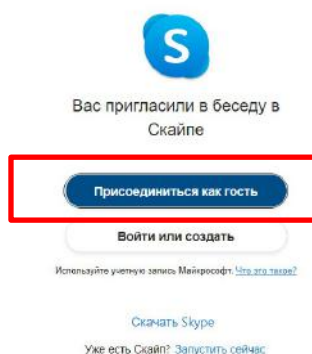 S
Вас пригласили в беседу в
Скайпе
Присоединиться как гость
Войти или создать
Используйте учетную запись Майкрософт. Что это такое?
Скачать Skype
Уже есть Скайп? Запустить сейчас